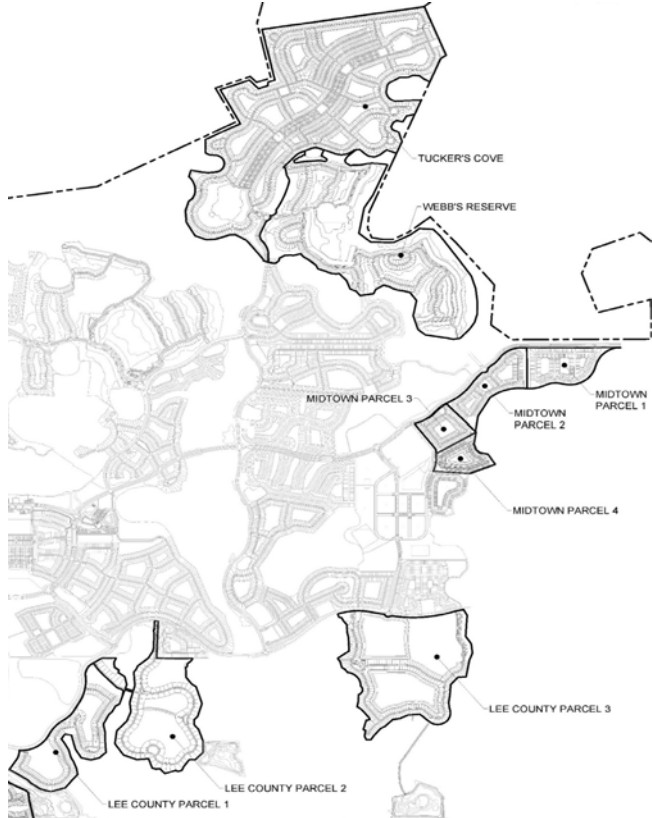 TUCKER'S COVE
WEBB'S RESERVE
MIDTOWN PARCEL 3
MIDTOWN
PARCEL 1
MIDTOWN
PARCEL 2
MIDTOWN PARCEL 4
LEE COUNTY PARCEL 3
LEE COUNTY PARCEL 2
LEE COUNTY PARCEL 1